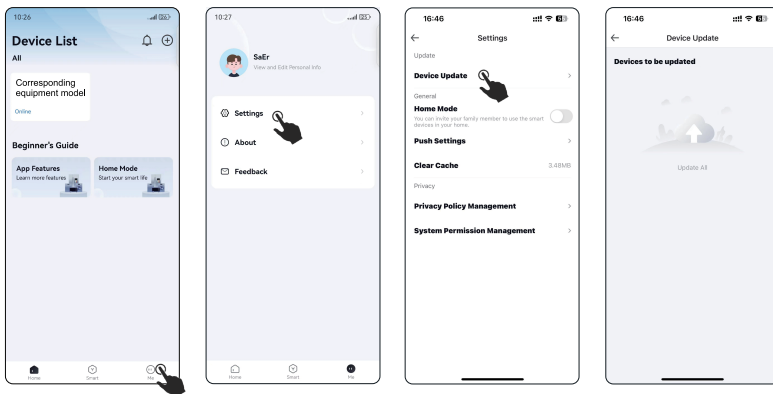 10:26
Device List
All
Corresponding
equipment model
Online
Beginner's Guide
App Features
Learn more features
Home Mode
Start your smart life
Home
Smart
Me
10:27
SaEr
View and Edit Personal Info
Settings
About
Feedback
Home
Smart
Me
16:46
Settings
Update
Device Update
General
Home Mode
You can invite your family member to use the smart
devices in your home.
Push Settings
Clear Cache
3.48MB
Privacy
Privacy Policy Management
System Permission Management
16:46
Device Update
Devices to be updated
Update All